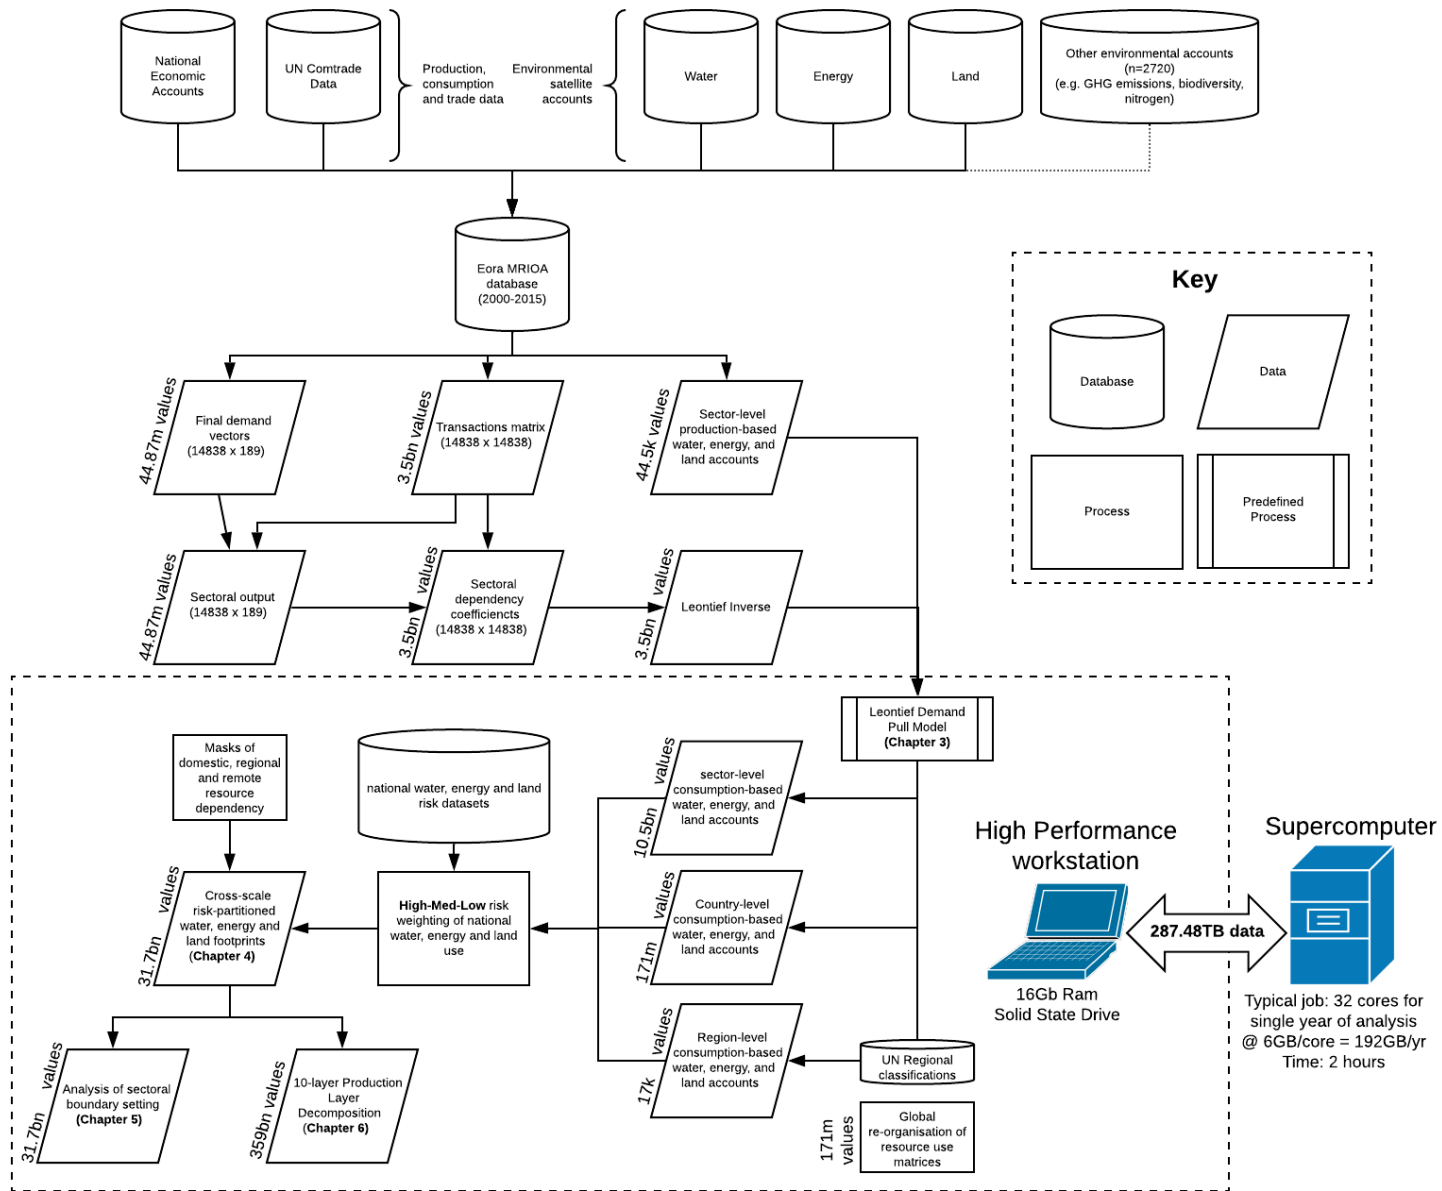 National
Economic
Accounts
UN Comtrade
Data
Production,
consumption
and trade data
Environmental
satellite
accounts
Water
Energy
Land
Other environmental accounts
(n=2720)
(e.g. GHG emissions, biodiversity,
nitrogen)
Eora MRIOA
database
(2000-2015)
Key
Database
Data
Process
Predefined
Process
44.87m values
Final demand
vectors
(14838 x 189)
3.5bn values
Transactions matrix
(14838 x 14838)
44.5k values
Sector-level
production-based
water, energy, and
land accounts
44.87m values
Sectoral output
(14838 x 189)
3.5bn values
Sectoral
dependency
coefficiencts
(14838 x 14838)
3.5bn values
Leontief Inverse
Leontief Demand
Pull Model
(Chapter 3)
Masks of
domestic, regional
and remote
resource
dependency
national water, energy and land
risk datasets
10.5bn values
sector-level
consumption-based
water, energy, and
land accounts
31.7bn values
Cross-scale
risk-partitioned
water, energy and
land footprints
(Chapter 4)
High-Med-Low risk
weighting of national
water, energy and land
use
171m values
Country-level
consumption-based
water, energy, and
land accounts
17k values
Region-level
consumption-based
water, energy, and
land accounts
UN Regional
classifications
171m
values
Global
re-organisation of
resource use
matrices
31.7bn values
Analysis of sectoral
boundary setting
(Chapter 5)
359bn values
10-layer Production
Layer
Decomposition
(Chapter 6)
High Performance
workstation
16Gb Ram
Solid State Drive
287.48TB data
Supercomputer
Typical job: 32 cores for
single year of analysis
@ 6GB/core = 192GB/yr
Time: 2 hours